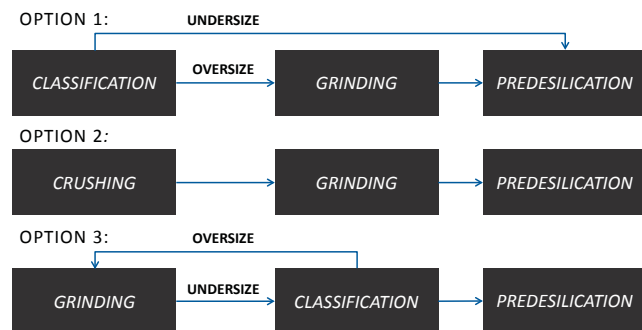 OPTION 1:
UNDERSIZE
CLASSIFICATION OVERSIZE GRINDING PREDESILICATION
OPTION 2:
CRUSHING GRINDING PREDESILICATION
OPTION 3:
OVERSIZE
GRINDING UNDERSIZE CLASSIFICATION PREDESILICATION